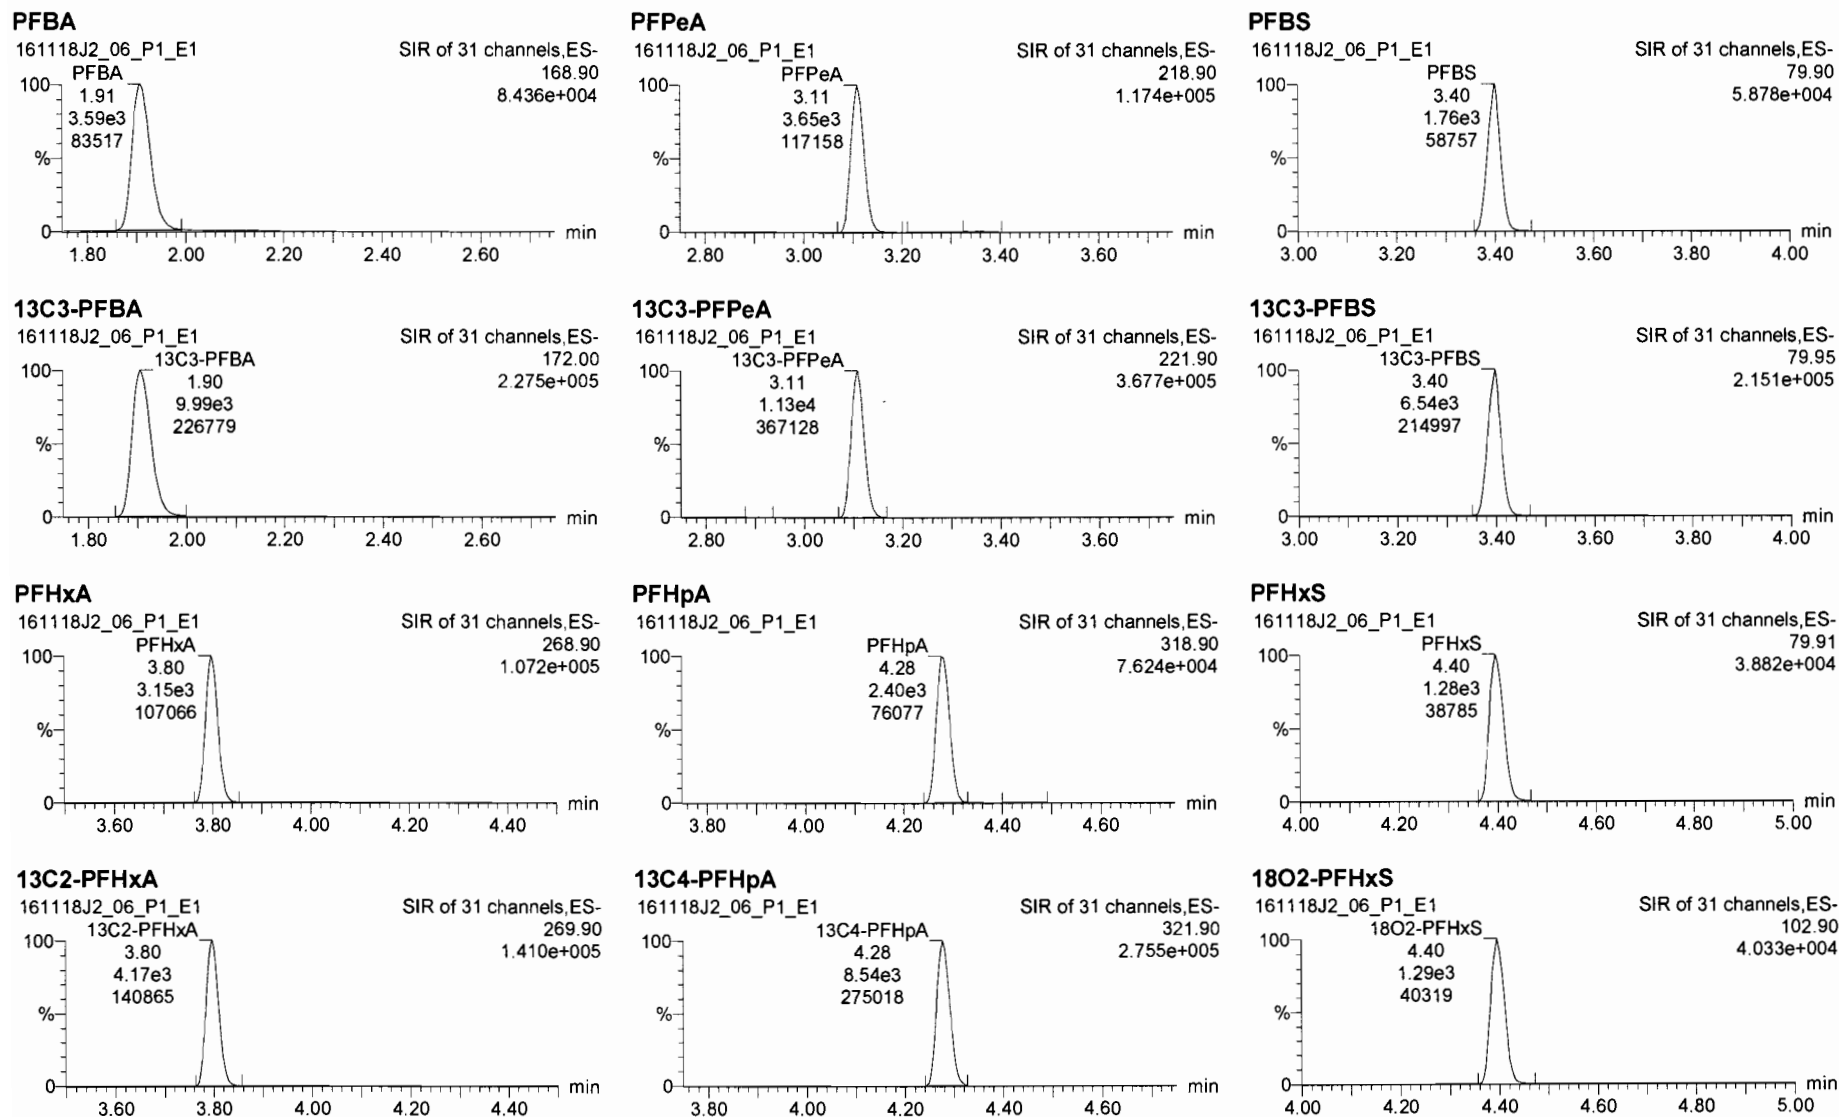 PFBA
161118J2_06_P1_E1
SIR of 31 channels,ES-
168.90
8.436e+004
PFBA
1.91
3.59e3
83517
100
%
0
1.80 2.00 2.20 2.40 2.60
min
PFPeA
161118J2_06_P1_E1
SIR of 31 channels,ES-
218.90
1.174e+005
PFPeA
3.11
3.65e3
117158
100
%
0
2.80 3.00 3.20 3.40 3.60
min
PFBS
161118J2_06_P1_E1
SIR of 31 channels,ES-
79.90
5.878e+004
PFBS
3.40
1.76e3
58757
100
%
0
3.00 3.20 3.40 3.60 3.80 4.00
min
13C3-PFBA
161118J2_06_P1_E1
SIR of 31 channels,ES-
172.00
2.275e+005
13C3-PFBA
1.90
9.99e3
226779
100
%
0
1.80 2.00 2.20 2.40 2.60
min
13C3-PFPeA
161118J2_06_P1_E1
SIR of 31 channels,ES-
221.90
3.677e+005
13C3-PFPeA
3.11
1.13e4
367128
100
%
0
2.80 3.00 3.20 3.40 3.60
min
13C3-PFBS
161118J2_06_P1_E1
SIR of 31 channels,ES-
79.95
2.151e+005
13C3-PFBS
3.40
6.54e3
214997
100
%
0
3.00 3.20 3.40 3.60 3.80 4.00
min
PFHxA
161118J2_06_P1_E1
SIR of 31 channels,ES-
268.90
1.072e+005
PFHxA
3.80
3.15e3
107066
100
%
0
3.60 3.80 4.00 4.20 4.40
min
PFHpA
161118J2_06_P1_E1
SIR of 31 channels,ES-
318.90
7.624e+004
PFHpA
4.28
2.40e3
76077
100
%
0
3.80 4.00 4.20 4.40 4.60
min
PFHxS
161118J2_06_P1_E1
SIR of 31 channels,ES-
79.91
3.882e+004
PFHxS
4.40
1.28e3
38785
100
%
0
4.00 4.20 4.40 4.60 4.80 5.00
min
13C2-PFHxA
161118J2_06_P1_E1
SIR of 31 channels,ES-
269.90
1.410e+005
13C2-PFHxA
3.80
4.17e3
140865
100
%
0
3.60 3.80 4.00 4.20 4.40
min
13C4-PFHpA
161118J2_06_P1_E1
SIR of 31 channels,ES-
321.90
2.755e+005
13C4-PFHpA
4.28
8.54e3
275018
100
%
0
3.80 4.00 4.20 4.40 4.60
min
18O2-PFHxS
161118J2_06_P1_E1
SIR of 31 channels,ES-
102.90
4.033e+004
18O2-PFHxS
4.40
1.29e3
40319
100
%
0
4.00 4.20 4.40 4.60 4.80 5.00
min